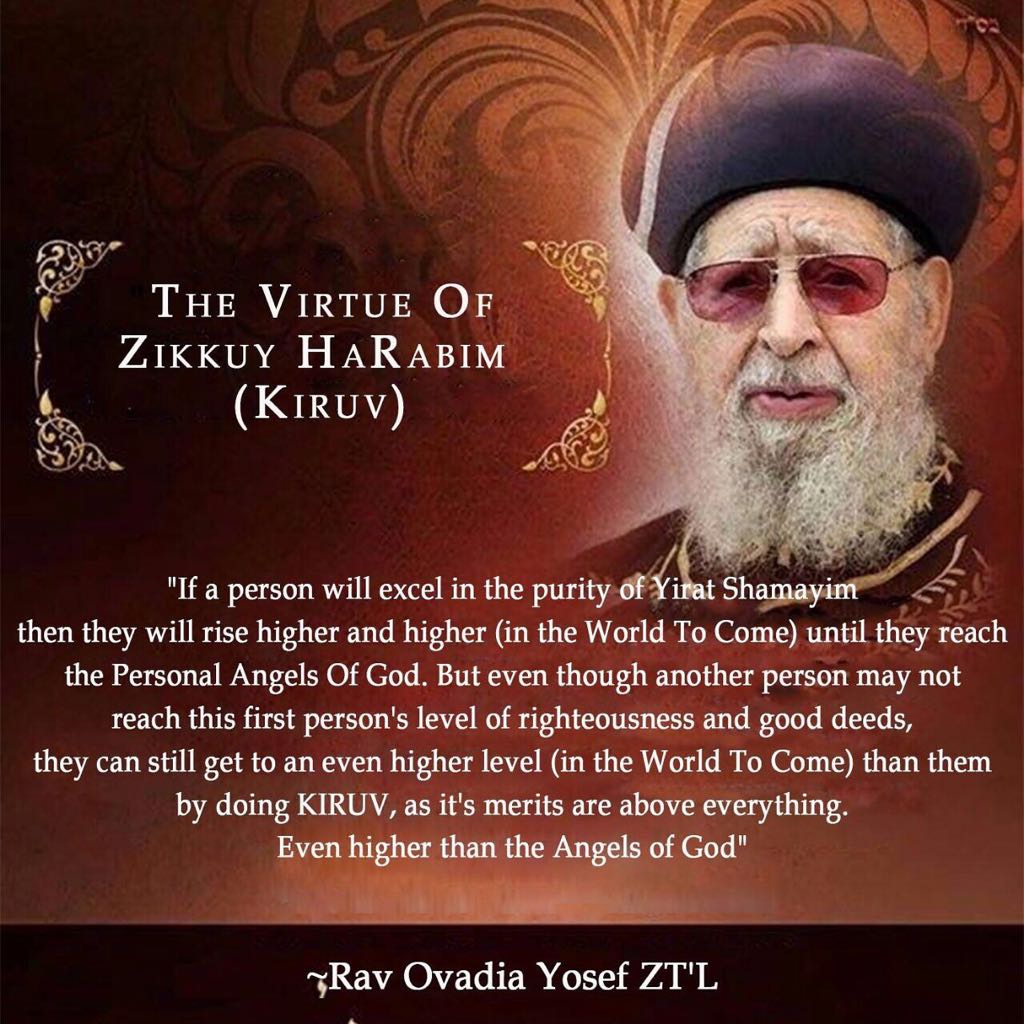 בס"ד
THE VIRTUE OF
ZIKKUY HARABIM
(KIRUV)
"If a person will excel in the purity of Yirat Shamayim
then they will rise higher and higher (in the World To Come) until they reach
the Personal Angels Of God. But even though another person may not
reach this first person's level of righteousness and good deeds,
they can still get to an even higher level (in the World To Come) than them
by doing KIRUV, as it's merits are above everything.
Even higher than the Angels of God"
~Rav Ovadia Yosef ZT'L